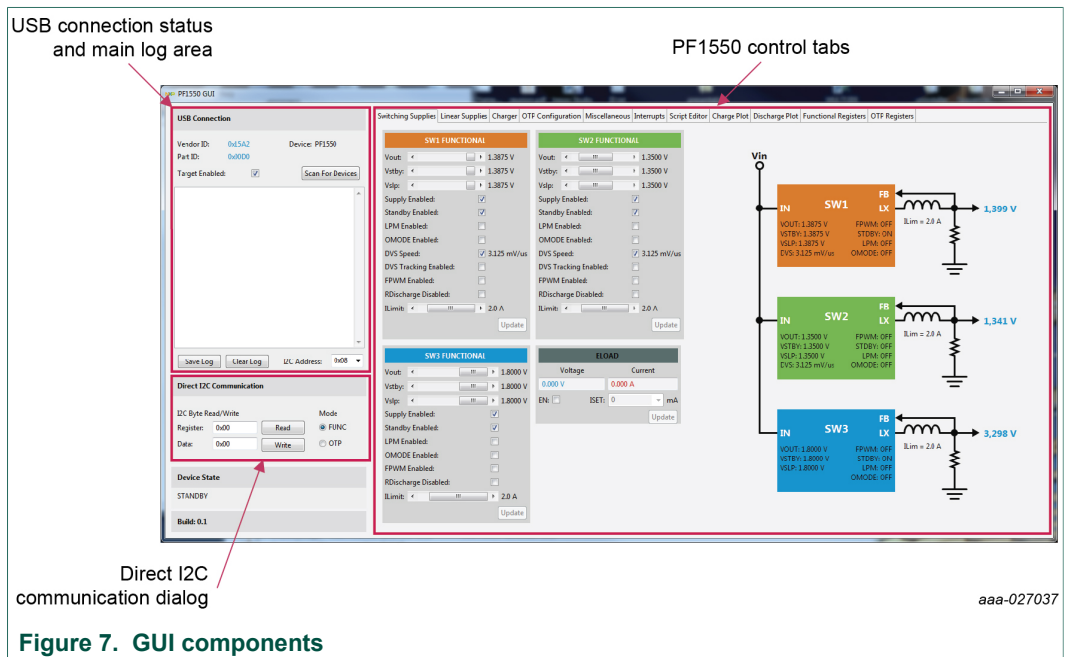 USB connection status
and main log area
PF1550 control tabs
PF1550 GUI
USB Connection
Vendor ID: 0x15A2 Device: PF1550
Part ID: 0x00D0
Target Enabled: Scan For Devices
Save Log Clear Log I2C Address: 0x08
Direct I2C Communication
I2C Byte Read/Write Mode
Register: 0x00 Read FUNC
Data: 0x00 Write OTP
Device State
STANDBY
Build: 0.1
Switching Supplies Linear Supplies Charger OTF Configuration Miscellaneous Interrupts Script Editor Charge Plot Discharge Plot Functional Registers OTF Registers
SW1 FUNCTIONAL
Vout: 1.3875 V
Vstby: 1.3875 V
Vslp: 1.3875 V
Supply Enabled:
Standby Enabled:
LPM Enabled:
OMODE Enabled:
DVS Speed: 3.125 mV/us
DVS Tracking Enabled:
FPWM Enabled:
RDischarge Disabled:
ILimit: 2.0 A
Update
SW2 FUNCTIONAL
Vout: 1.3500 V
Vstby: 1.3500 V
Vslp: 1.3500 V
Supply Enabled:
Standby Enabled:
LPM Enabled:
OMODE Enabled:
DVS Speed: 3.125 mV/us
DVS Tracking Enabled:
FPWM Enabled:
RDischarge Disabled:
ILimit: 2.0 A
Update
SW3 FUNCTIONAL
Vout: 1.8000 V
Vstby: 1.8000 V
Vslp: 1.8000 V
Supply Enabled:
Standby Enabled:
LPM Enabled:
OMODE Enabled:
FPWM Enabled:
RDischarge Disabled:
ILimit: 2.0 A
Update
ELOAD
Voltage Current
0.000 V 0.000 A
EN: ISET: 0 mA
Update
Vin
FB
IN SW1 LX 1,399 V
ILim = 2.0 A
VOUT: 1.3875 V FPWM: OFF
VSTBY: 1.3875 V STDBY: ON
VSLP: 1.3875 V LPM: OFF
DVS: 3.125 mV/us OMODE: OFF
FB
IN SW2 LX 1,341 V
ILim = 2.0 A
VOUT: 1.3500 V FPWM: OFF
VSTBY: 1.3500 V STDBY: ON
VSLP: 1.3500 V LPM: OFF
DVS: 3.125 mV/us OMODE: OFF
FB
IN SW3 LX 3,298 V
ILim = 2.0 A
VOUT: 1.8000 V FPWM: OFF
VSTBY: 1.8000 V STDBY: ON
VSLP: 1.8000 V LPM: OFF
OMODE: OFF
Direct I2C
communication dialog
aaa-027037
Figure 7. GUI components